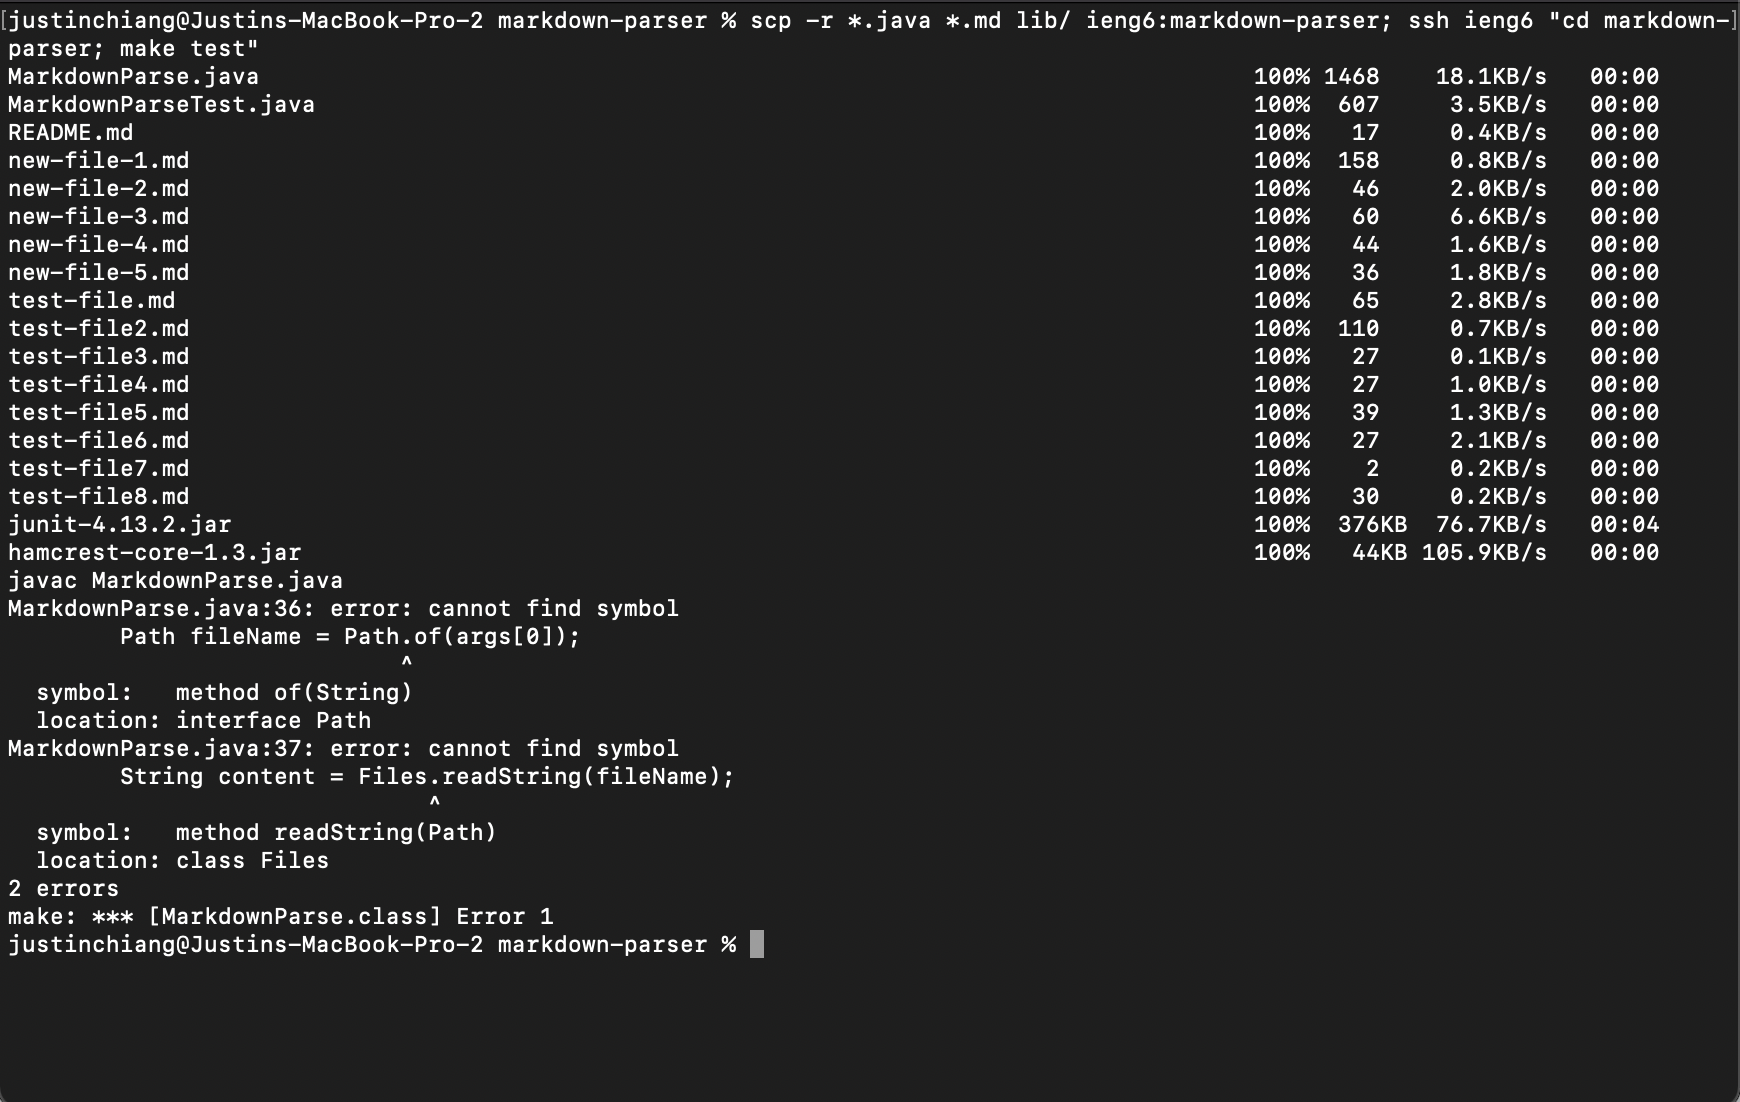 [justinchiang@Justins-MacBook-Pro-2 markdown-parser % scp -r *.java *.md lib/ ieng6:markdown-parser; ssh ieng6 "cd markdown-]
parser; make test"
MarkdownParse.java 100% 1468 18.1KB/s 00:00
MarkdownParseTest.java 100% 607 3.5KB/s 00:00
README.md 100% 17 0.4KB/s 00:00
new-file-1.md 100% 158 0.8KB/s 00:00
new-file-2.md 100% 46 2.0KB/s 00:00
new-file-3.md 100% 60 6.6KB/s 00:00
new-file-4.md 100% 44 1.6KB/s 00:00
new-file-5.md 100% 36 1.8KB/s 00:00
test-file.md 100% 65 2.8KB/s 00:00
test-file2.md 100% 110 0.7KB/s 00:00
test-file3.md 100% 27 0.1KB/s 00:00
test-file4.md 100% 27 1.0KB/s 00:00
test-file5.md 100% 39 1.3KB/s 00:00
test-file6.md 100% 27 2.1KB/s 00:00
test-file7.md 100% 2 0.2KB/s 00:00
test-file8.md 100% 30 0.2KB/s 00:00
junit-4.13.2.jar 100% 376KB 76.7KB/s 00:04
hamcrest-core-1.3.jar 100% 44KB 105.9KB/s 00:00
javac MarkdownParse.java
MarkdownParse.java:36: error: cannot find symbol
        Path fileName = Path.of(args[0]);
                            ^
  symbol:   method of(String)
  location: interface Path
MarkdownParse.java:37: error: cannot find symbol
        String content = Files.readString(fileName);
                              ^
  symbol:   method readString(Path)
  location: class Files
2 errors
make: *** [MarkdownParse.class] Error 1
justinchiang@Justins-MacBook-Pro-2 markdown-parser %